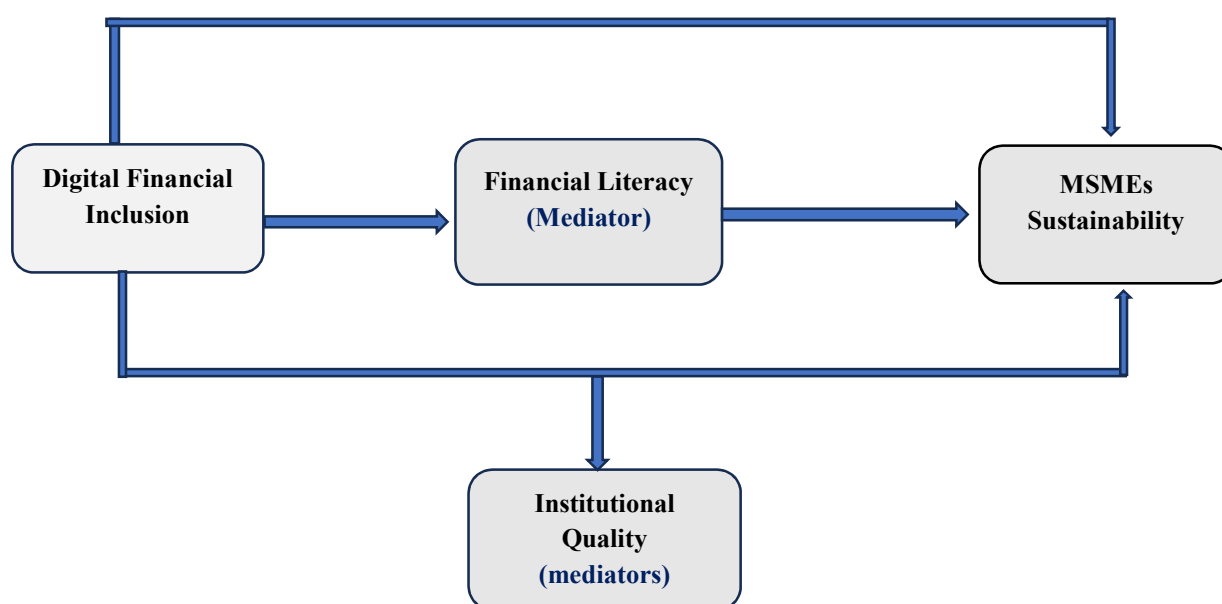 Digital Financial
Inclusion
Financial Literacy
(Mediator)
MSMEs
Sustainability
Institutional
Quality
(mediators)